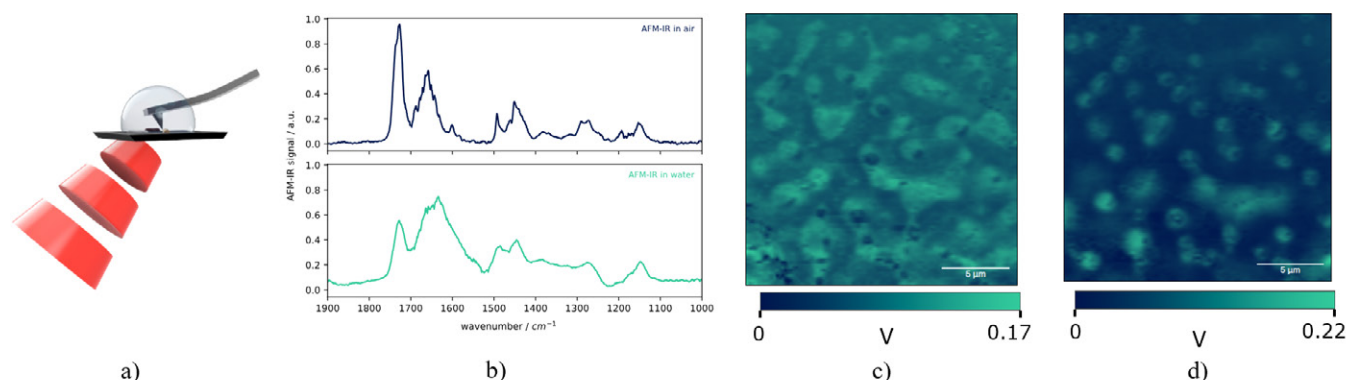 AFM-IR in air
1.0
0.8
0.6
0.4
0.2
0.0
AFM-IR signal / a.u.
AFM-IR in water
1.0
0.8
0.6
0.4
0.2
0.0
1900 1800 1700 1600 1500 1400 1300 1200 1100 1000
wavenumber / cm⁻¹
5 μm
0 V 0.17
5 μm
0 V 0.22
a) b) c) d)